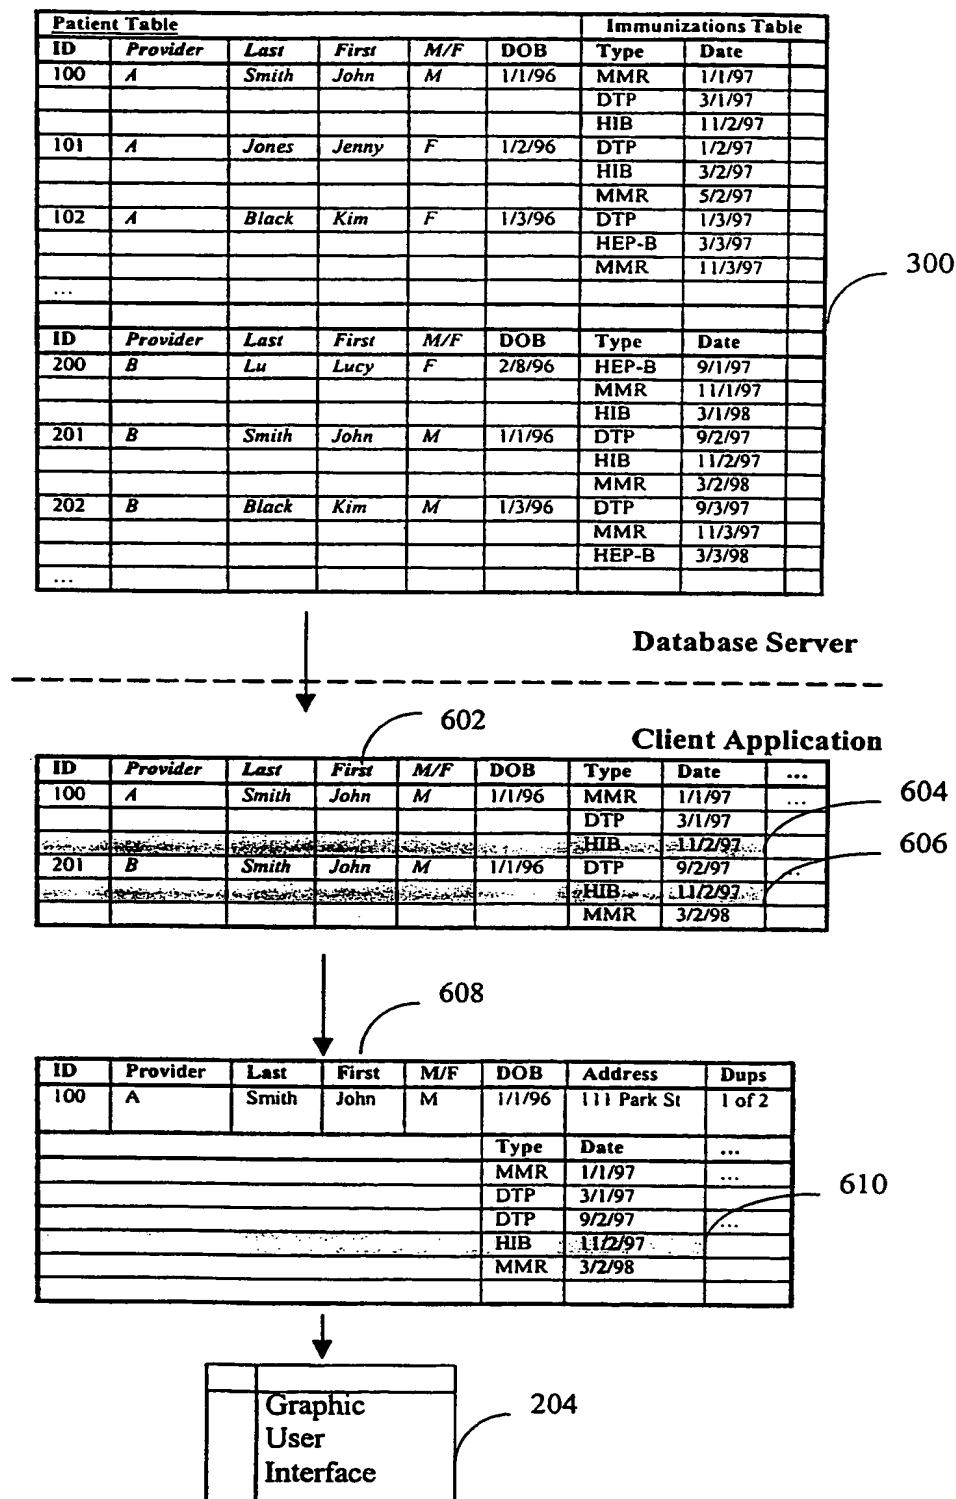 Patient Table Immunizations Table
ID Provider Last First M/F DOB Type Date
100 A Smith John M 1/1/96 MMR 1/1/97
DTP 3/1/97
HIB 11/2/97
101 A Jones Jenny F 1/2/96 DTP 1/2/97
HIB 3/2/97
MMR 5/2/97
102 A Black Kim F 1/3/96 DTP 1/3/97
HEP-B 3/3/97
MMR 11/3/97
300
...
ID Provider Last First M/F DOB Type Date
200 B Lu Lucy F 2/8/96 HEP-B 9/1/97
MMR 11/1/97
HIB 3/1/98
201 B Smith John M 1/1/96 DTP 9/2/97
HIB 11/2/97
MMR 3/2/98
202 B Black Kim M 1/3/96 DTP 9/3/97
MMR 11/3/97
HEP-B 3/3/98
...
Database Server
602
Client Application
ID Provider Last First M/F DOB Type Date ...
100 A Smith John M 1/1/96 MMR 1/1/97 ...
604
DTP 3/1/97
HIB 11/2/97
606
201 B Smith John M 1/1/96 DTP 9/2/97 ...
HIB 11/2/97
MMR 3/2/98
608
ID Provider Last First M/F DOB Address Dups
100 A Smith John M 1/1/96 111 Park St 1 of 2
Type Date ...
MMR 1/1/97 ...
610
DTP 3/1/97
DTP 9/2/97 ...
HIB 11/2/97
MMR 3/2/98
Graphic
204
User
Interface